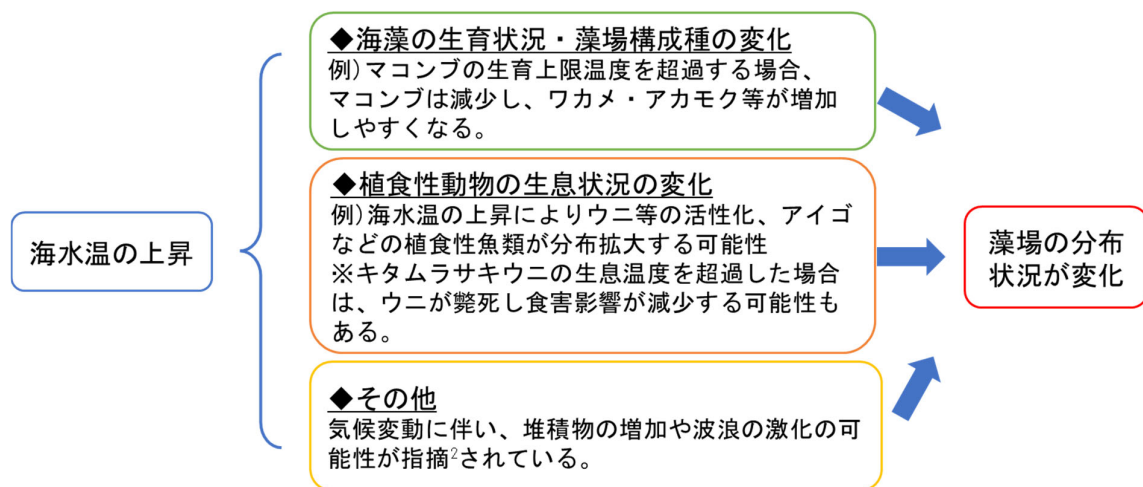 海水温の上昇
◆海藻の生育状況・藻場構成種の変化
例)マコンブの生育上限温度を超過する場合、
マコンブは減少し、ワカメ・アカモク等が増加
しやすくなる。
◆植食性動物の生息状況の変化
例)海水温の上昇によりウニ等の活性化、アイゴ
などの植食性魚類が分布拡大する可能性
※キタムラサキウニの生息温度を超過した場合
は、ウニが斃死し食害影響が減少する可能性も
ある。
◆その他
気候変動に伴い、堆積物の増加や波浪の激化の可
能性が指摘²されている。
藻場の分布
状況が変化